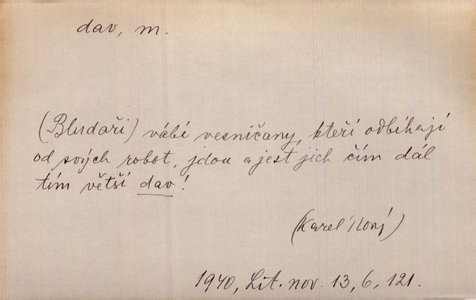 dav, m.
(Bludaři) vábí vesničany, kteří odbíhají
od svých robot, jdou a jest jich čím dál
tím větší dav!
(Karel Nový)
1940, Lit. nov. 13, 6, 121.